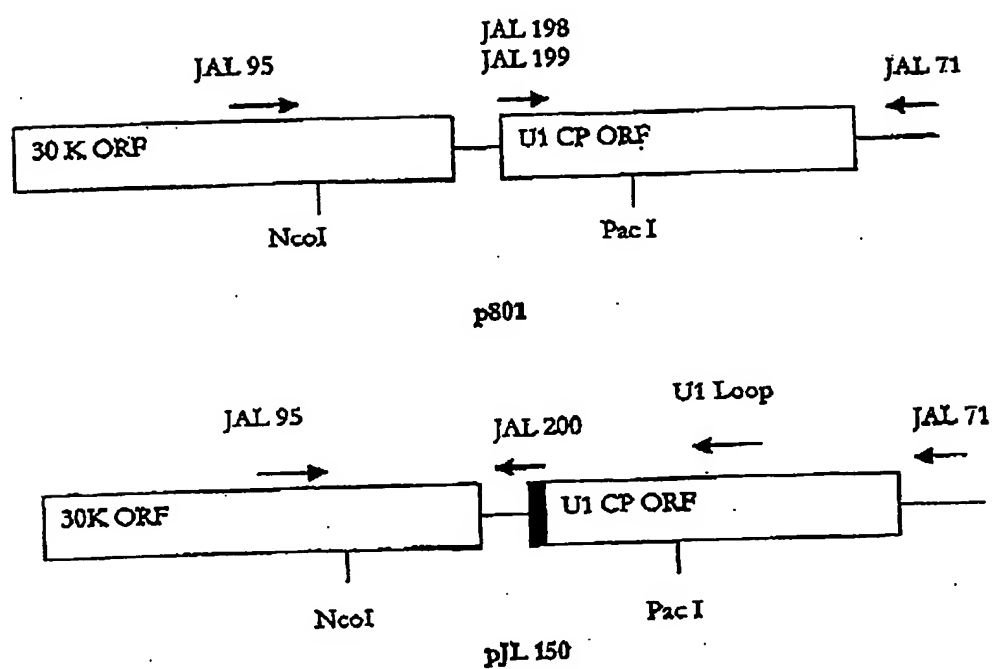 JAL 198
JAL 95 JAL 199 JAL 71
30 K ORF U1 CP ORF
NcoI Pac I
p801
U1 Loop
JAL 95 JAL 200 JAL 71
30K ORF U1 CP ORF
NcoI Pac I
pJL 150